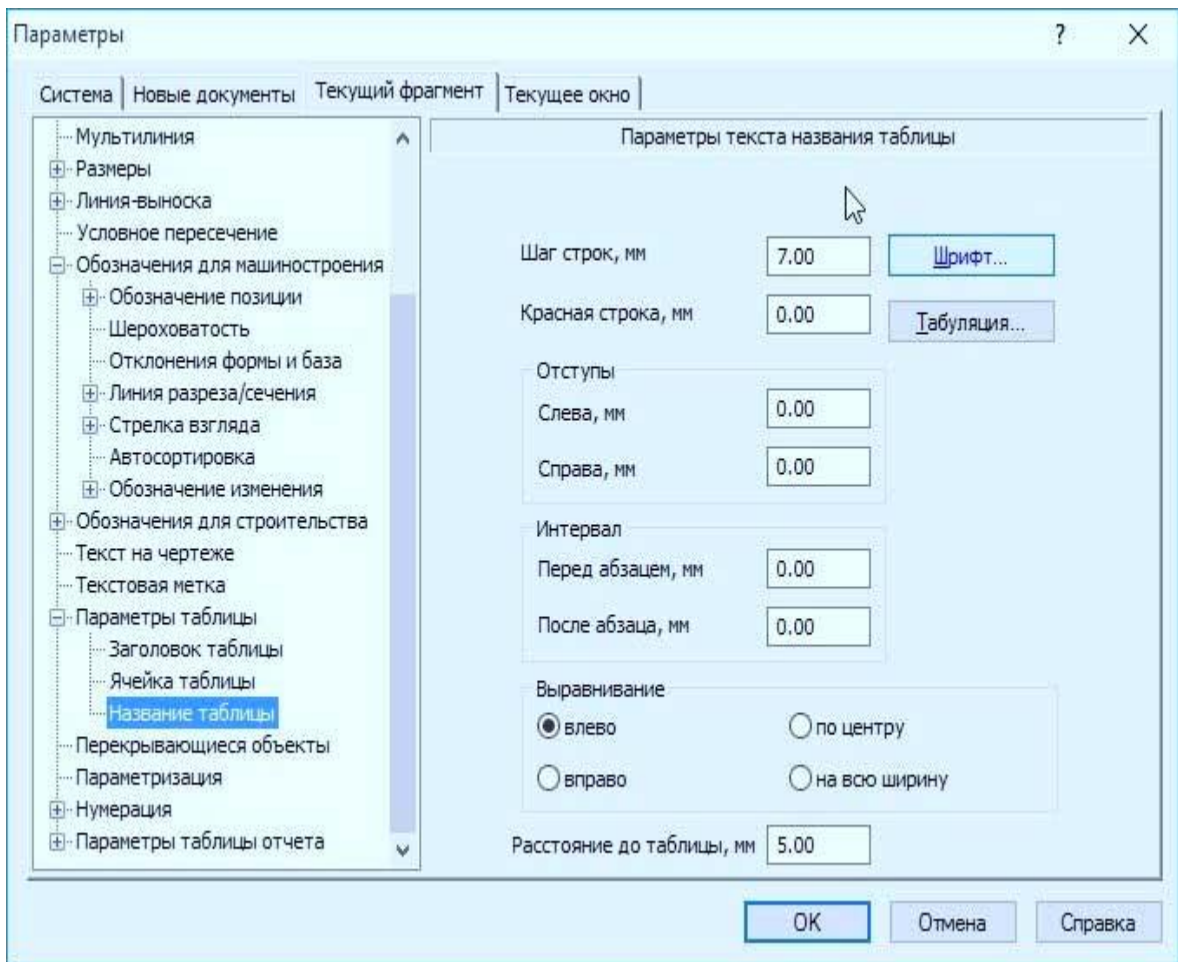 Параметры ?
Система Новые документы Текущий фрагмент Текущее окно
Мультилиния
Размеры
Линия-выноска
Условное пересечение
Обозначения для машиностроения
Обозначение позиции
Шероховатость
Отклонения формы и база
Линия разреза/сечения
Стрелка взгляда
Автосортировка
Обозначение изменения
Обозначения для строительства
Текст на чертеже
Текстовая метка
Параметры таблицы
Заголовок таблицы
Ячейка таблицы
Название таблицы
Перекрывающиеся объекты
Параметризация
Нумерация
Параметры таблицы отчета
Параметры текста названия таблицы
Шаг строк, мм 7.00 Шрифт...
Красная строка, мм 0.00 Табуляция...
Отступы
Слева, мм 0.00
Справа, мм 0.00
Интервал
Перед абзацем, мм 0.00
После абзаца, мм 0.00
Выравнивание
влево по центру
вправо на всю ширину
Расстояние до таблицы, мм 5.00
OK Отмена Справка